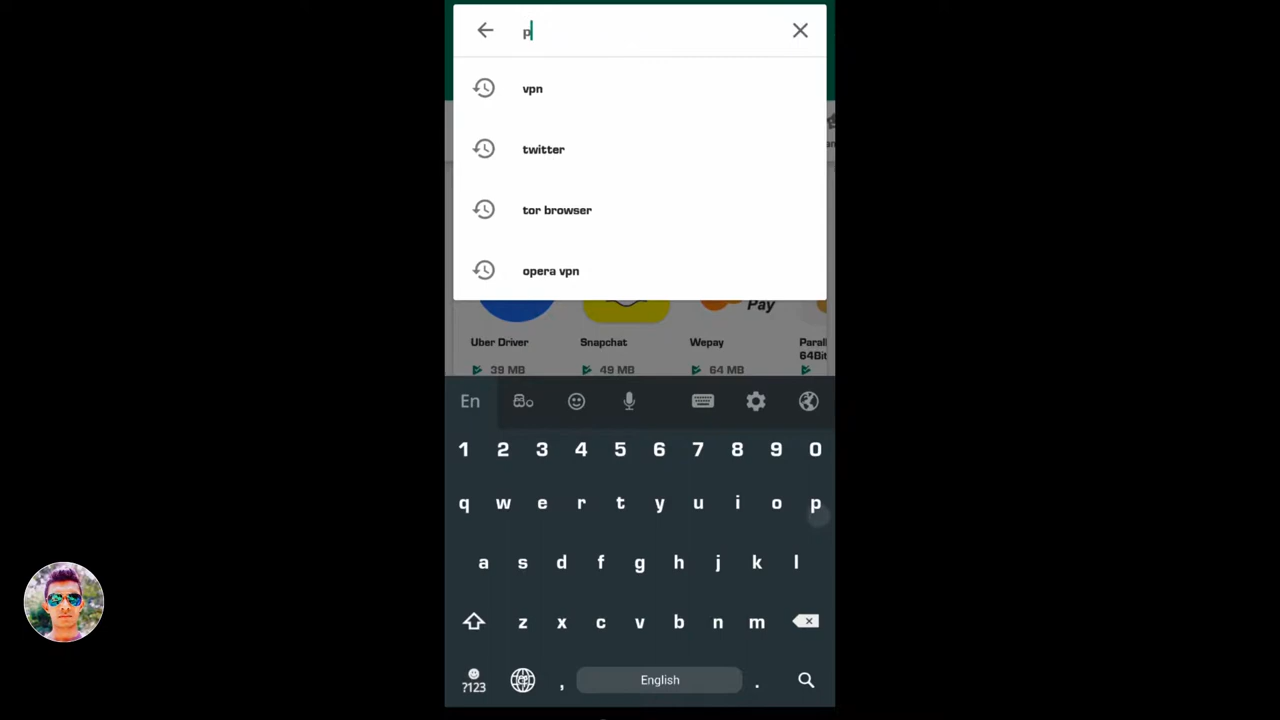 p
vpn
twitter
tor browser
opera vpn
Pay
Uber Driver Snapchat Wepay Parall
64Bit
39 MB 49 MB 64 MB
En
1 2 3 4 5 6 7 8 9 0
q w e r t y u i o p
a s d f g h j k l
z x c v b n m
?123 , English .